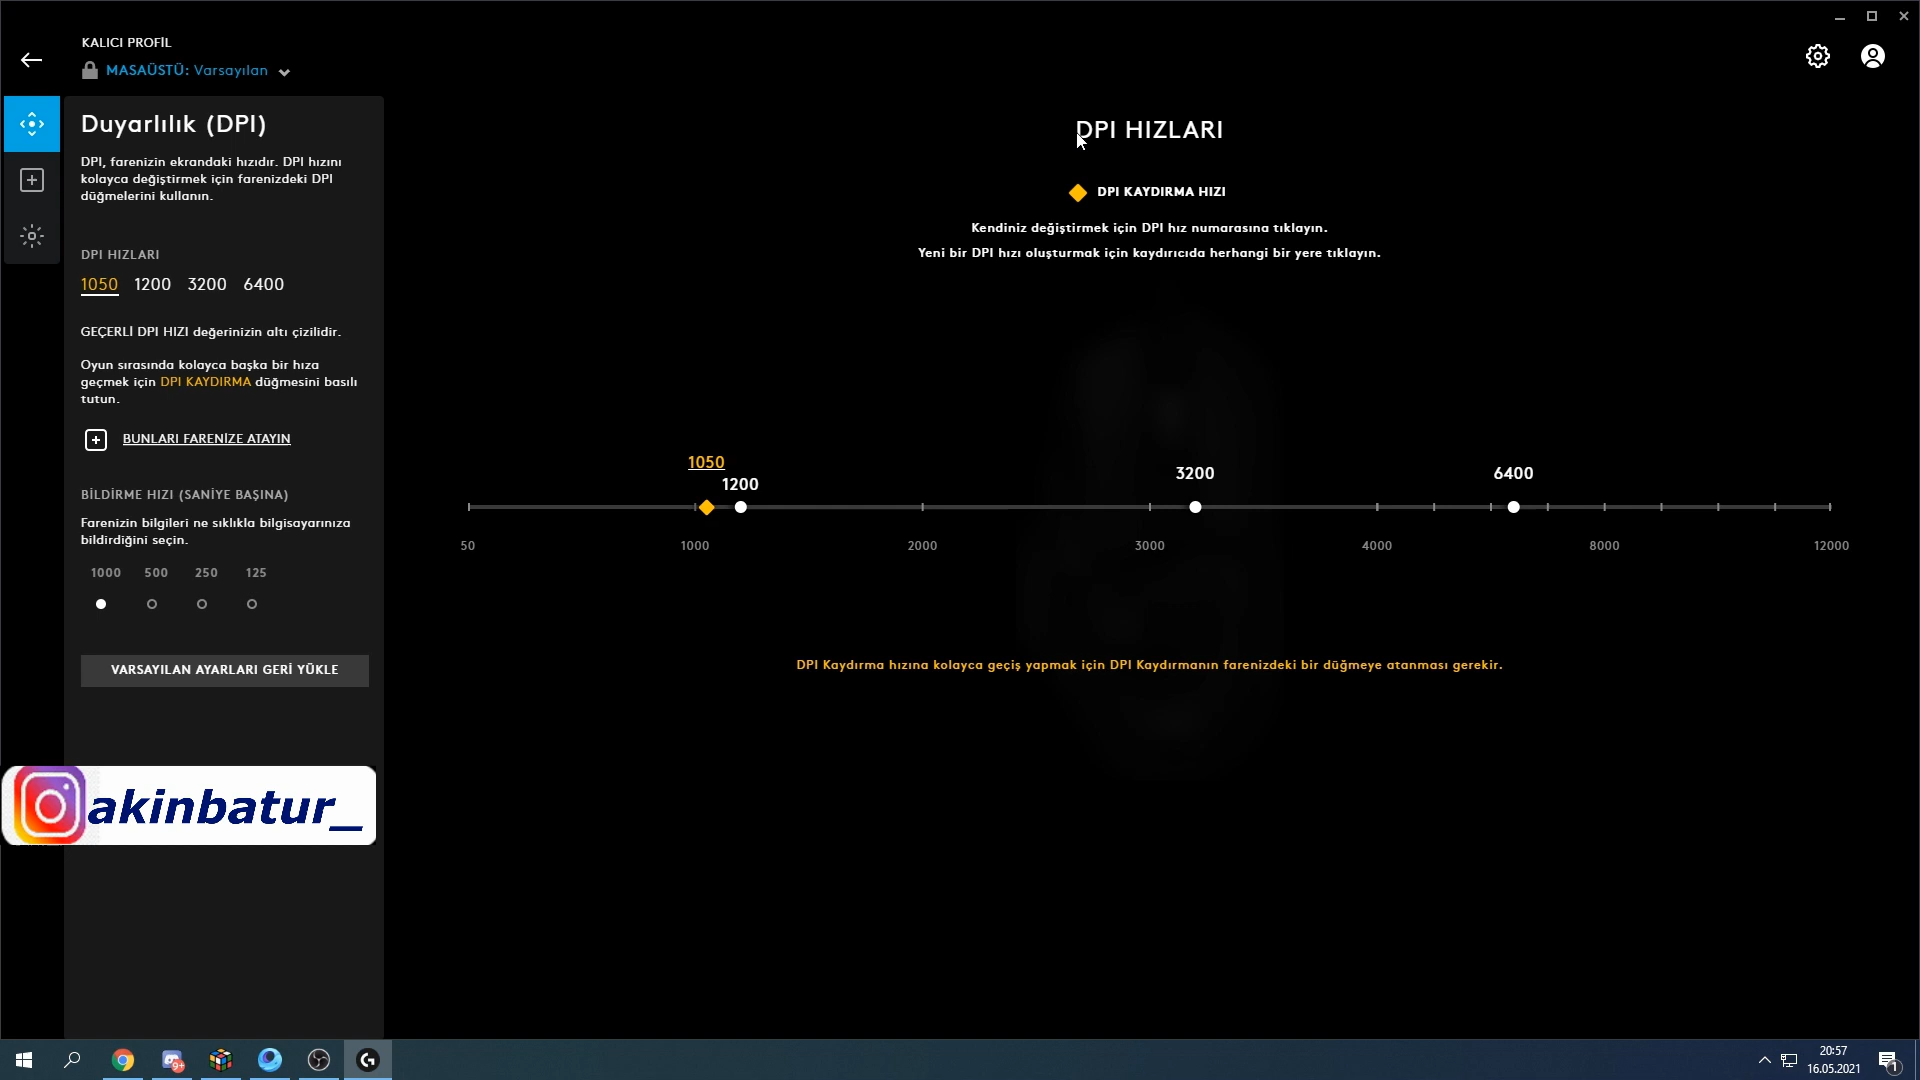 KALICI PROFİL
MASAÜSTÜ: Varsayılan
Duyarlılık (DPI)
DPI, farenizin ekrandaki hızıdır. DPI hızını
kolayca değiştirmek için farenizdeki DPI
düğmelerini kullanın.
DPI HIZLARI
1050 1200 3200 6400
GEÇERLİ DPI HIZI değerinizin altı çizilidir.
Oyun sırasında kolayca başka bir hıza
geçmek için DPI KAYDIRMA düğmesini basılı
tutun.
BUNLARI FARENİZE ATAYIN
BİLDİRME HIZI (SANİYE BAŞINA)
Farenizin bilgileri ne sıklıkla bilgisayarınıza
bildirdiğini seçin.
1000 500 250 125
VARSAYILAN AYARLARI GERİ YÜKLE
akinbatur_
DPI HIZLARI
DPI KAYDIRMA HIZI
Kendiniz değiştirmek için DPI hız numarasına tıklayın.
Yeni bir DPI hızı oluşturmak için kaydırıcıda herhangi bir yere tıklayın.
1050
1200
3200
6400
50 1000 2000 3000 4000 8000 12000
DPI Kaydırma hızına kolayca geçiş yapmak için DPI Kaydırmanın farenizdeki bir düğmeye atanması gerekir.
9+
20:57
16.05.2021
1